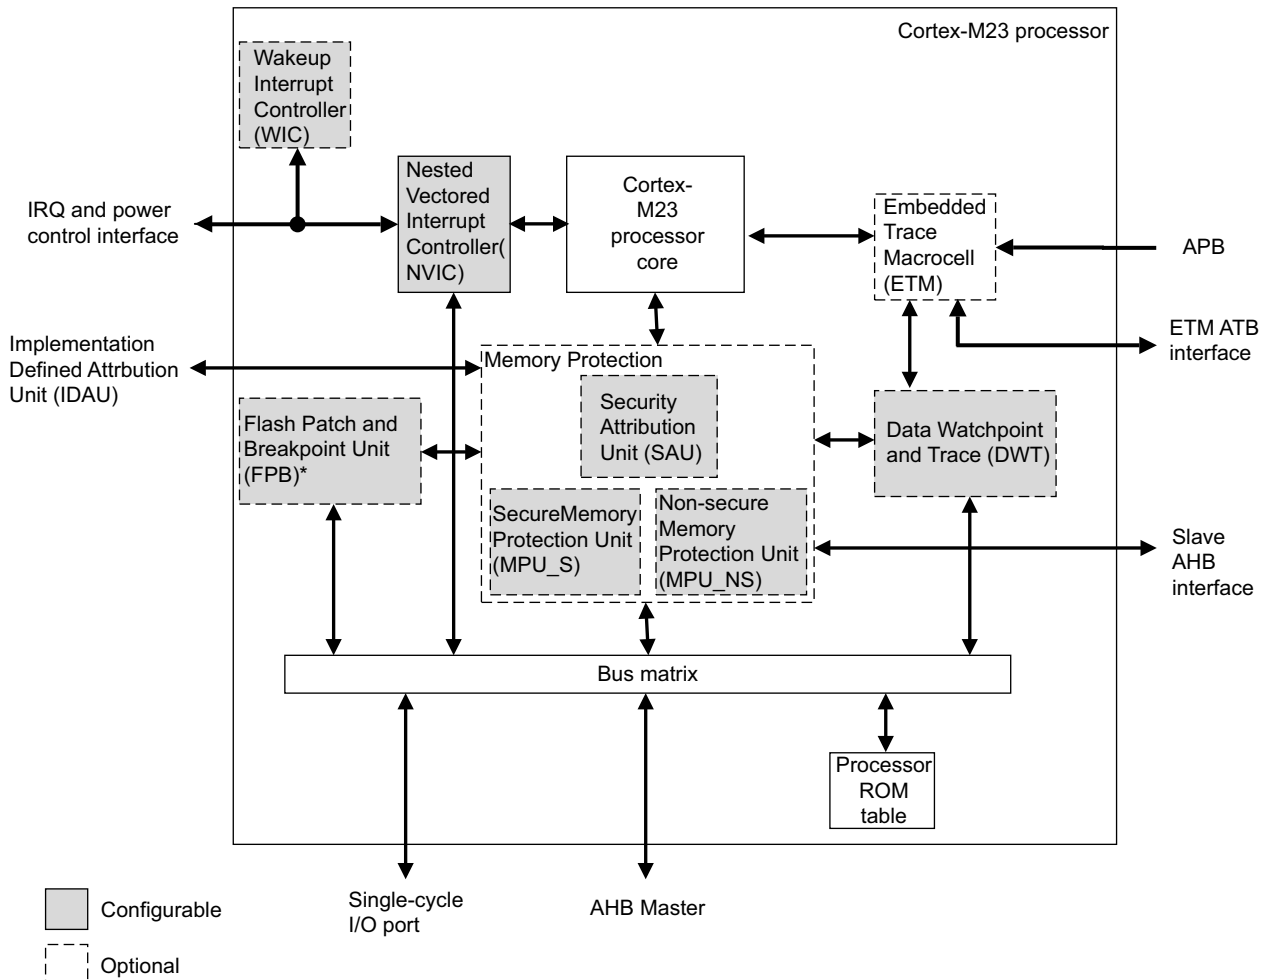 Cortex-M23 processor
Wakeup
Interrupt
Controller
(WIC)
Nested
Vectored
Interrupt
Controller(
NVIC)
Cortex-
M23
processor
core
Embedded
Trace
Macrocell
(ETM)
IRQ and power
control interface
APB
ETM ATB
interface
Implementation
Defined Attrbution
Unit (IDAU)
Memory Protection
Security
Attribution
Unit (SAU)
Flash Patch and
Breakpoint Unit
(FPB)*
Data Watchpoint
and Trace (DWT)
SecureMemory
Protection Unit
(MPU_S)
Non-secure
Memory
Protection Unit
(MPU_NS)
Slave
AHB
interface
Bus matrix
Processor
ROM
table
Single-cycle
I/O port
AHB Master
Configurable
Optional